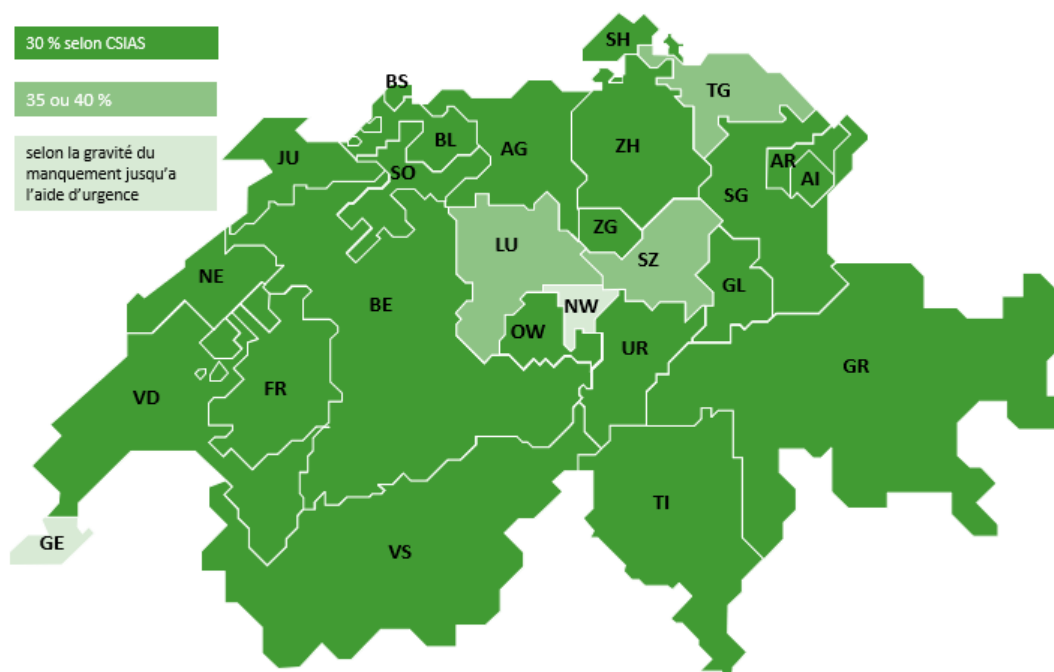 30 % selon CSIAS
35 ou 40 %
selon la gravité du
manquement jusqu'a
l'aide d'urgence
SH
BS
TG
BL
AG
ZH
JU
SO
AR
AI
SG
ZG
LU
SZ
NE
BE
NW
GL
OW
UR
GR
FR
VD
TI
GE
VS